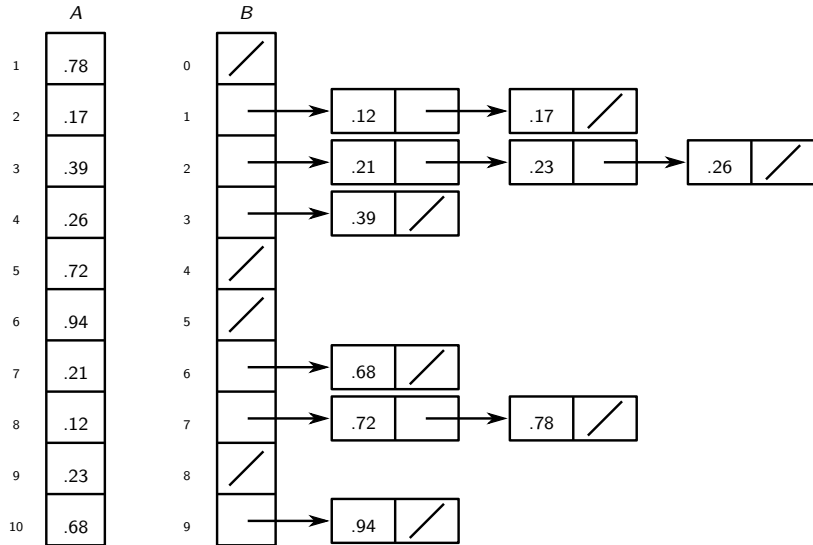 A B
1 .78 0
2 .17 1 .12 .17
3 .39 2 .21 .23 .26
4 .26 3 .39
5 .72 4
6 .94 5
7 .21 6 .68
8 .12 7 .72 .78
9 .23 8
10 .68 9 .94